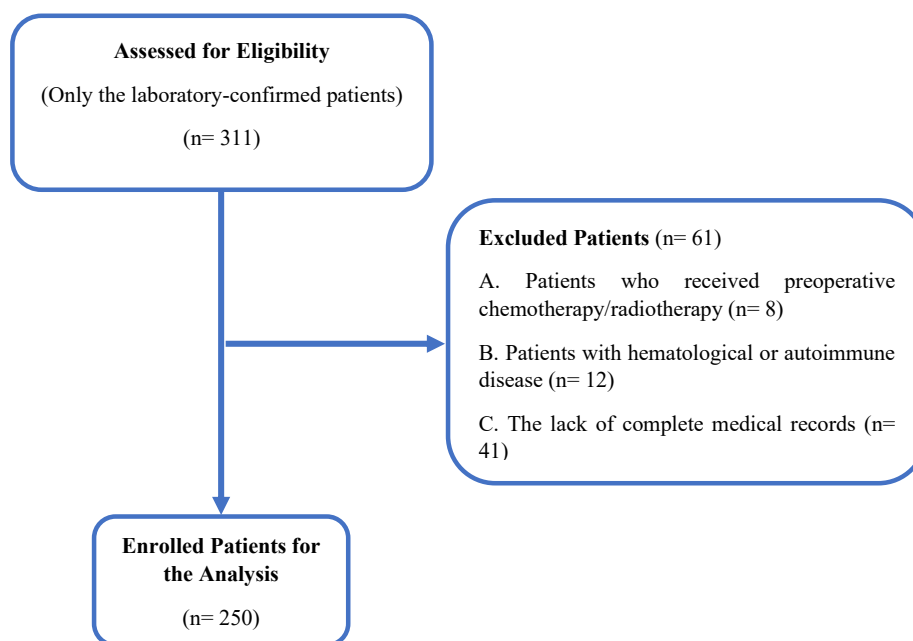 Assessed for Eligibility
(Only the laboratory-confirmed patients)
(n= 311)
Excluded Patients (n= 61)
A. Patients who received preoperative
chemotherapy/radiotherapy (n= 8)
B. Patients with hematological or autoimmune
disease (n= 12)
C. The lack of complete medical records (n=
41)
Enrolled Patients for
the Analysis
(n= 250)